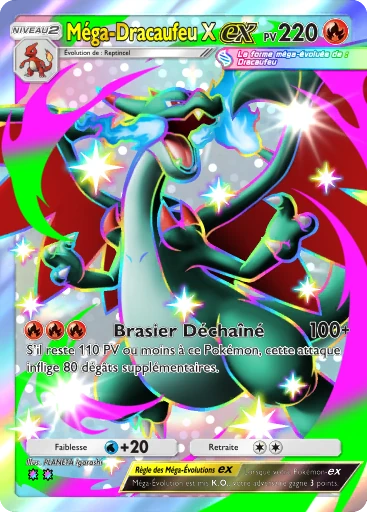 NIVEAU 2
Méga-Dracaufeu X ex PV 220
Évolution de : Reptincel
La forme méga-évoluée de :
Dracaufeu
Brasier Déchaîné 100+
S'il reste 110 PV ou moins à ce Pokémon, cette attaque
inflige 80 dégâts supplémentaires.
Faiblesse +20 Retraite
Illus. PLANETA Igarashi
Règle des Méga-Évolutions ex Lorsque votre Pokémon-ex
Méga-Évolution est mis K.O., votre adversaire gagne 3 points.